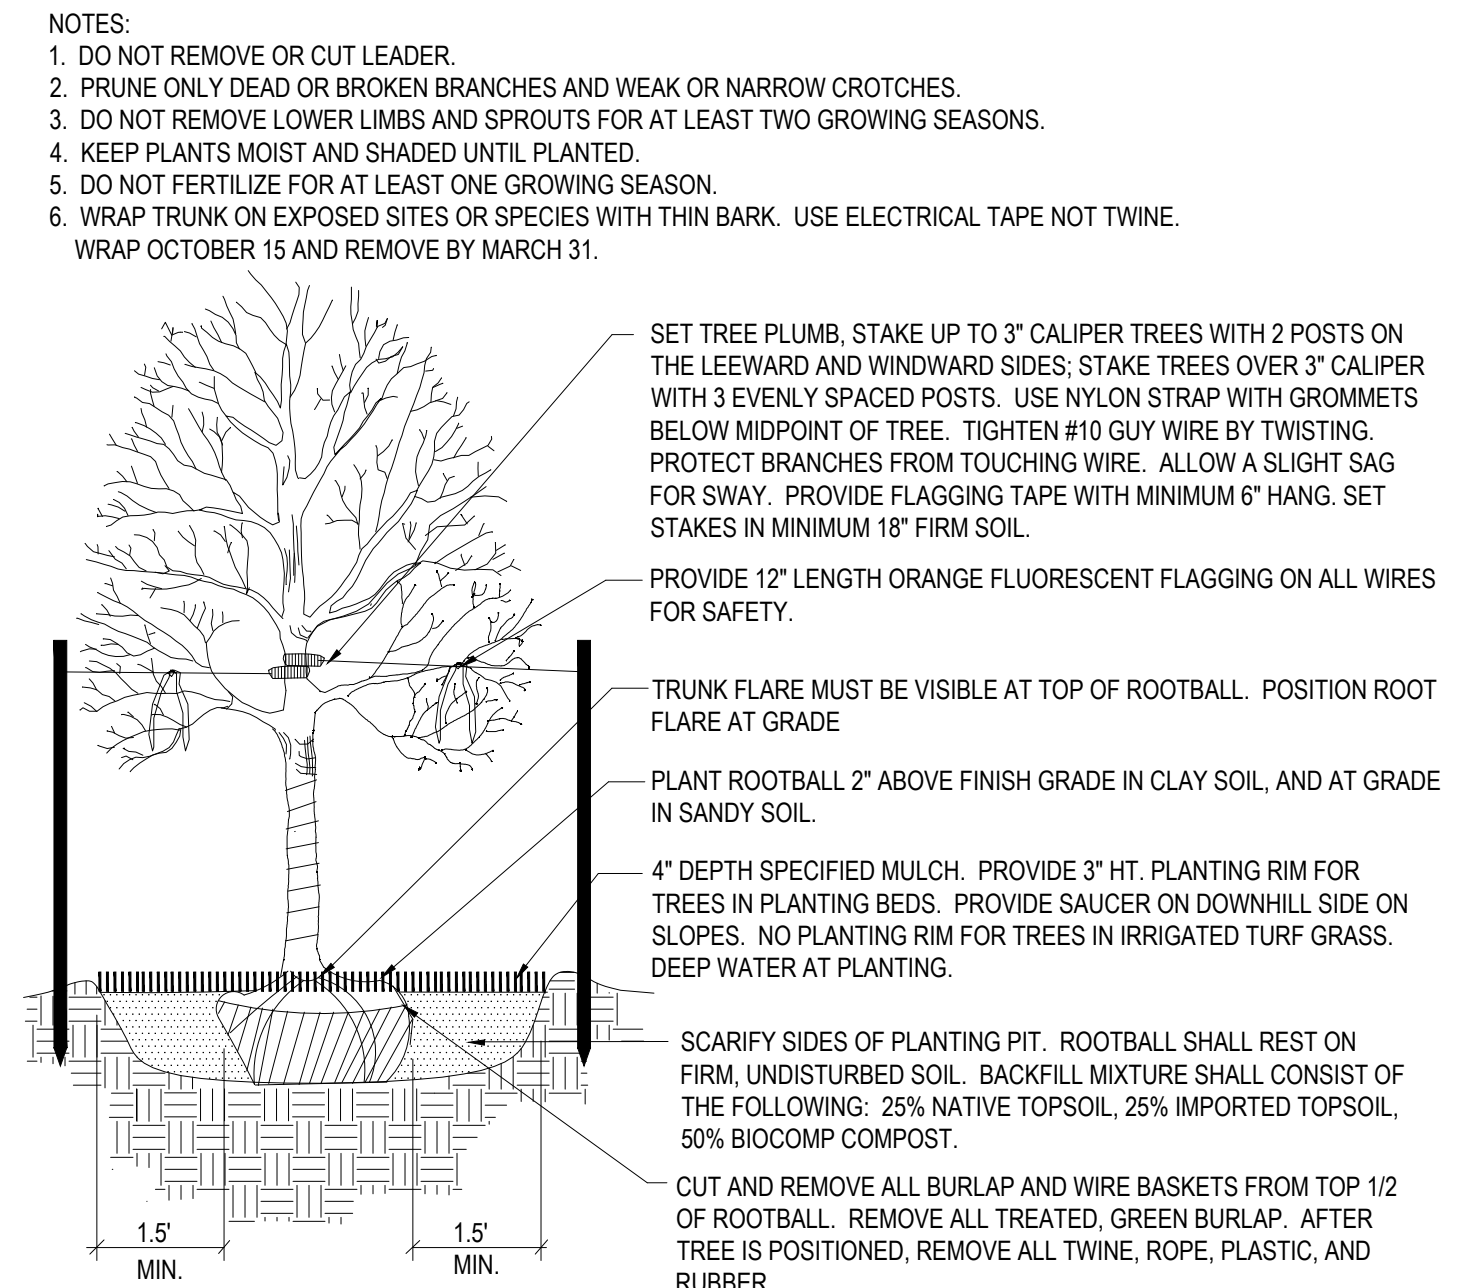 NOTES:
1. DO NOT REMOVE OR CUT LEADER.
2. PRUNE ONLY DEAD OR BROKEN BRANCHES AND WEAK OR NARROW CROTCHES.
3. DO NOT REMOVE LOWER LIMBS AND SPROUTS FOR AT LEAST TWO GROWING SEASONS.
4. KEEP PLANTS MOIST AND SHADED UNTIL PLANTED.
5. DO NOT FERTILIZE FOR AT LEAST ONE GROWING SEASON.
6. WRAP TRUNK ON EXPOSED SITES OR SPECIES WITH THIN BARK. USE ELECTRICAL TAPE NOT TWINE.
WRAP OCTOBER 15 AND REMOVE BY MARCH 31.
SET TREE PLUMB, STAKE UP TO 3" CALIPER TREES WITH 2 POSTS ON
THE LEEWARD AND WINDWARD SIDES; STAKE TREES OVER 3" CALIPER
WITH 3 EVENLY SPACED POSTS. USE NYLON STRAP WITH GROMMETS
BELOW MIDPOINT OF TREE. TIGHTEN #10 GUY WIRE BY TWISTING.
PROTECT BRANCHES FROM TOUCHING WIRE. ALLOW A SLIGHT SAG
FOR SWAY. PROVIDE FLAGGING TAPE WITH MINIMUM 6" HANG. SET
STAKES IN MINIMUM 18" FIRM SOIL.
PROVIDE 12" LENGTH ORANGE FLUORESCENT FLAGGING ON ALL WIRES
FOR SAFETY.
TRUNK FLARE MUST BE VISIBLE AT TOP OF ROOTBALL. POSITION ROOT
FLARE AT GRADE
PLANT ROOTBALL 2" ABOVE FINISH GRADE IN CLAY SOIL, AND AT GRADE
IN SANDY SOIL.
4" DEPTH SPECIFIED MULCH. PROVIDE 3" HT. PLANTING RIM FOR
TREES IN PLANTING BEDS. PROVIDE SAUCER ON DOWNHILL SIDE ON
SLOPES. NO PLANTING RIM FOR TREES IN IRRIGATED TURF GRASS.
DEEP WATER AT PLANTING.
SCARIFY SIDES OF PLANTING PIT. ROOTBALL SHALL REST ON
FIRM, UNDISTURBED SOIL. BACKFILL MIXTURE SHALL CONSIST OF
THE FOLLOWING: 25% NATIVE TOPSOIL, 25% IMPORTED TOPSOIL,
50% BIOCOMP COMPOST.
CUT AND REMOVE ALL BURLAP AND WIRE BASKETS FROM TOP 1/2
OF ROOTBALL. REMOVE ALL TREATED, GREEN BURLAP. AFTER
TREE IS POSITIONED, REMOVE ALL TWINE, ROPE, PLASTIC, AND
RUBBER
1.5'
MIN.
1.5'
MIN.